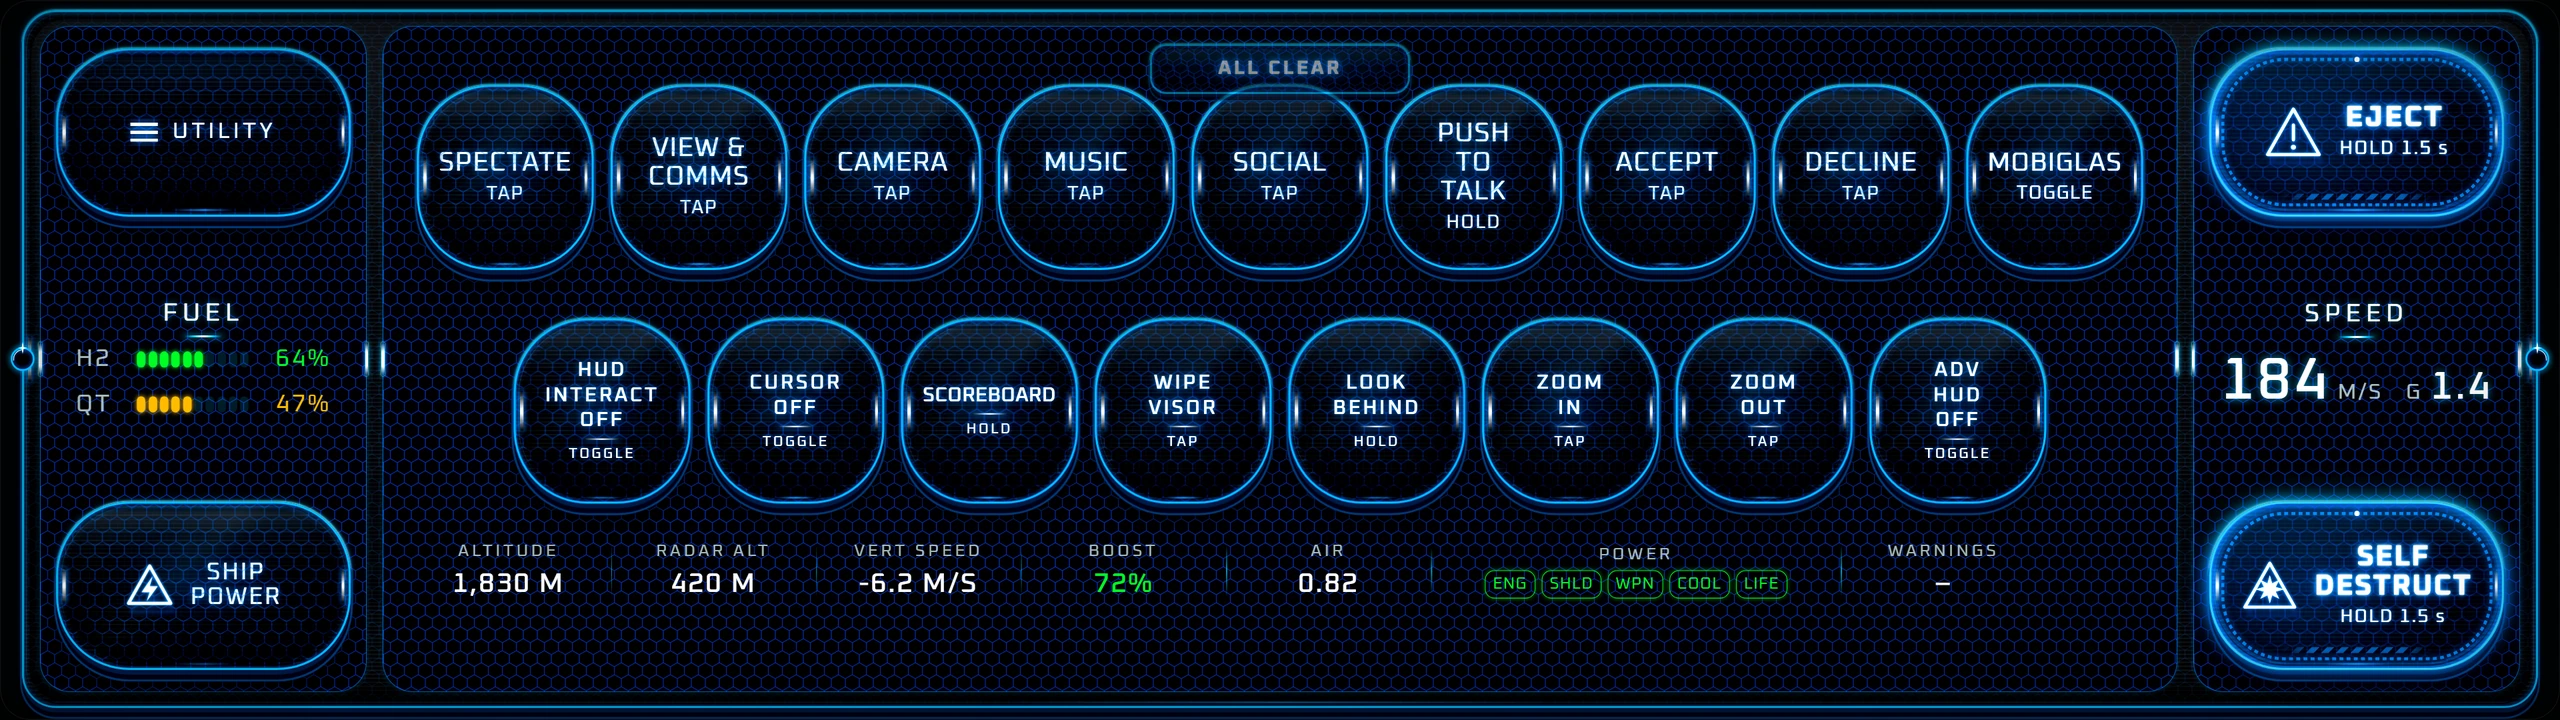 ALL CLEAR
UTILITY
SPECTATE
TAP
VIEW &
COMMS
TAP
CAMERA
TAP
MUSIC
TAP
SOCIAL
TAP
PUSH
TO
TALK
HOLD
ACCEPT
TAP
DECLINE
TAP
MOBIGLAS
TOGGLE
EJECT
HOLD 1.5 s
FUEL
H2 64%
QT 47%
HUD
INTERACT
OFF
TOGGLE
CURSOR
OFF
TOGGLE
SCOREBOARD
HOLD
WIPE
VISOR
TAP
LOOK
BEHIND
HOLD
ZOOM
IN
TAP
ZOOM
OUT
TAP
ADV
HUD
OFF
TOGGLE
SPEED
184 M/S G 1.4
SHIP
POWER
ALTITUDE
1,830 M
RADAR ALT
420 M
VERT SPEED
-6.2 M/S
BOOST
72%
AIR
0.82
POWER
ENG SHLD WPN COOL LIFE
WARNINGS
–
SELF
DESTRUCT
HOLD 1.5 s